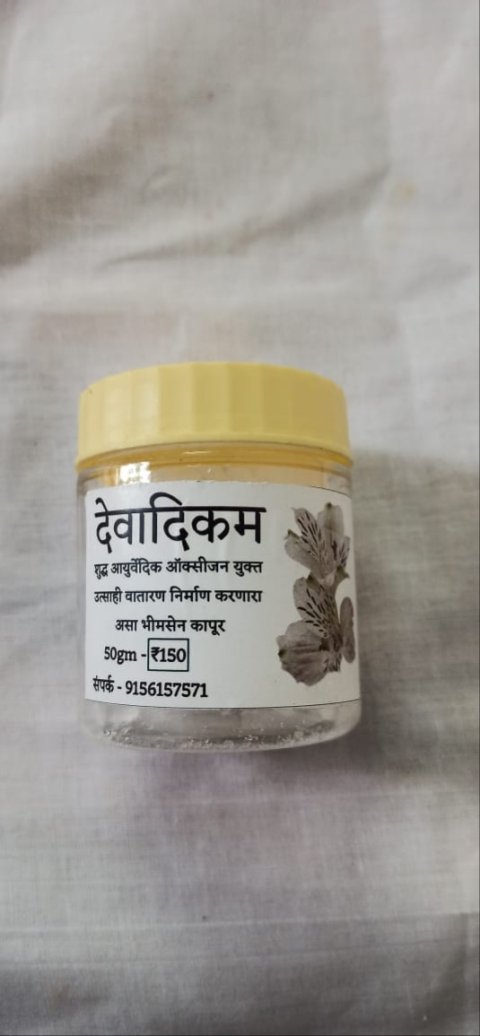 देवादिकम
शुद्ध आयुर्वेदिक ऑक्सीजन युक्त
उत्साही वातारण निर्माण करणारा
असा भीमसेन कापूर
50gm - ₹150
संपर्क - 9156157571